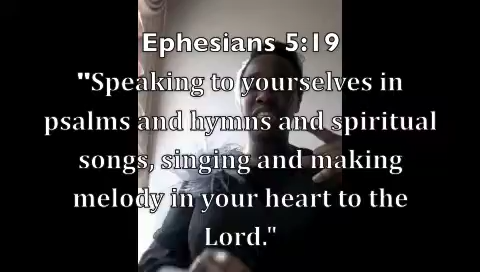 Ephesians 5:19
"Speaking to yourselves in
psalms and hymns and spiritual
songs, singing and making
melody in your heart to the
Lord."